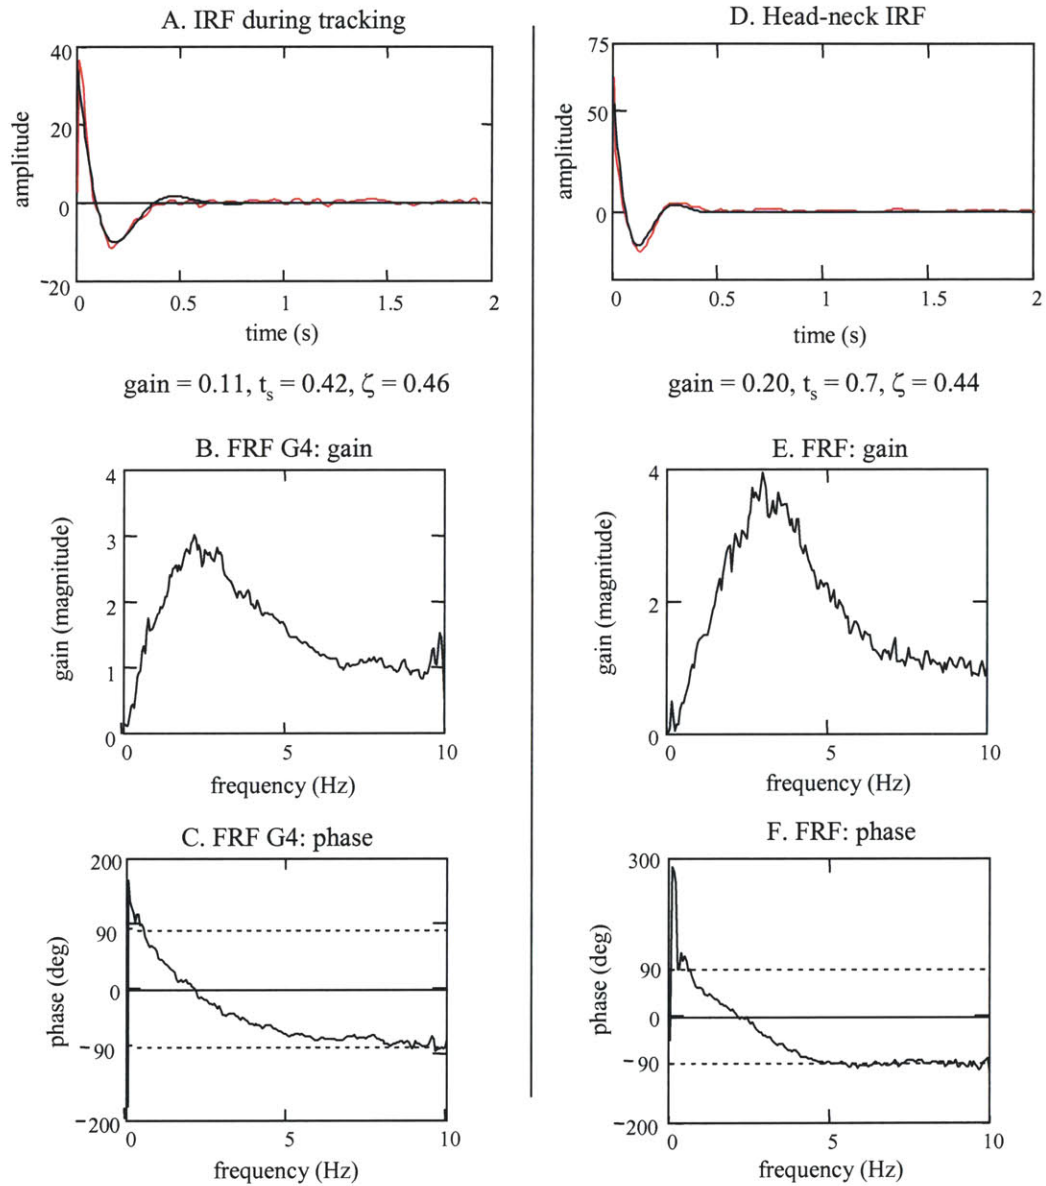 A. IRF during tracking
40
20
0
−20
amplitude
0 0.5 1 1.5 2
time (s)
gain = 0.11, ts = 0.42, ζ = 0.46
B. FRF G4: gain
4
3
2
1
0
gain (magnitude)
0 5 10
frequency (Hz)
C. FRF G4: phase
200
90
0
−90
−200
phase (deg)
0 5 10
frequency (Hz)
D. Head-neck IRF
75
50
0
amplitude
0 0.5 1 1.5 2
time (s)
gain = 0.20, ts = 0.7, ζ = 0.44
E. FRF: gain
4
2
0
gain (magnitude)
0 5 10
frequency (Hz)
F. FRF: phase
300
90
0
−90
−200
phase (deg)
0 5 10
frequency (Hz)